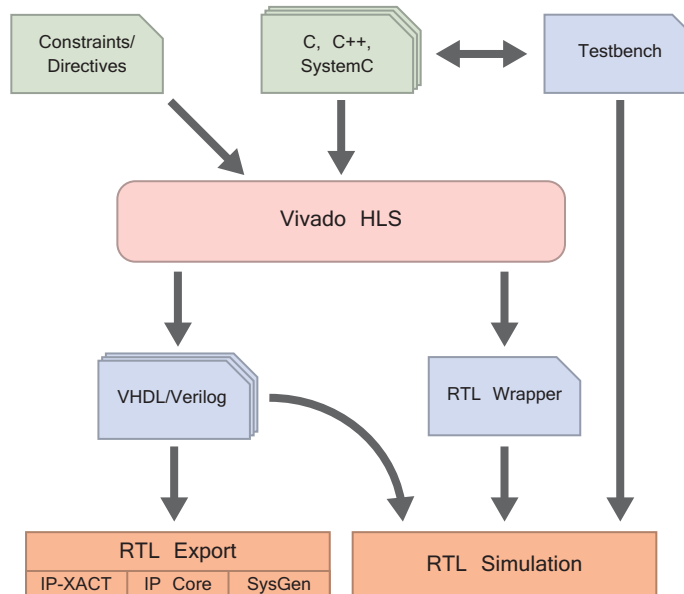 Constraints/
Directives
C, C++,
SystemC
Testbench
Vivado HLS
VHDL/Verilog
RTL Wrapper
RTL Export
IP-XACT
IP Core
SysGen
RTL Simulation